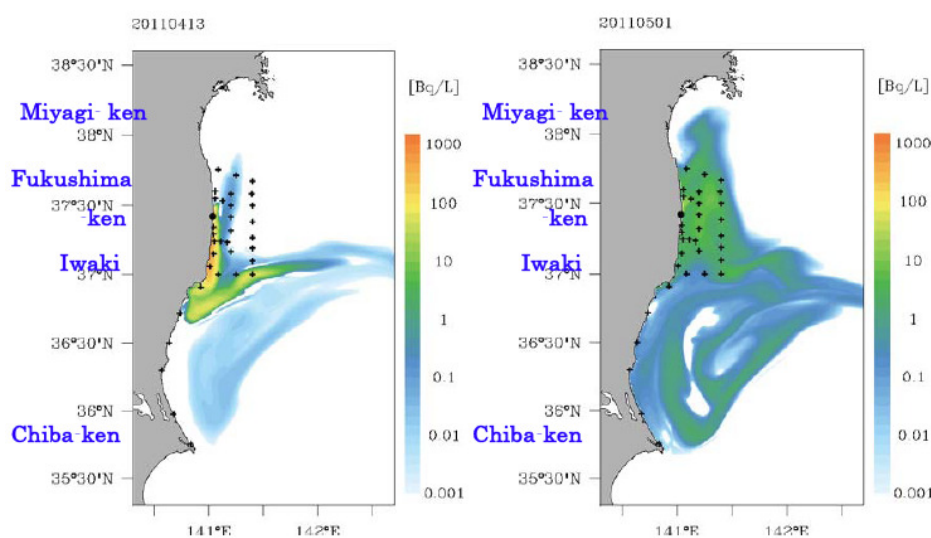 20110413
38°30'N
[Bq/L]
Miyagi-ken
38°N
1000
Fukushima
100
37°30'N
-ken
10
Iwaki
37°N
1
36°30'N
0.1
36°N
0.01
Chiba-ken
35°30'N
0.001
141°E
142°E
20110501
38°30'N
[Bq/L]
Miyagi-ken
38°N
1000
Fukushima
100
37°30'N
-ken
10
Iwaki
37°N
1
36°30'N
0.1
36°N
0.01
Chiba-ken
35°30'N
0.001
141°E
142°E